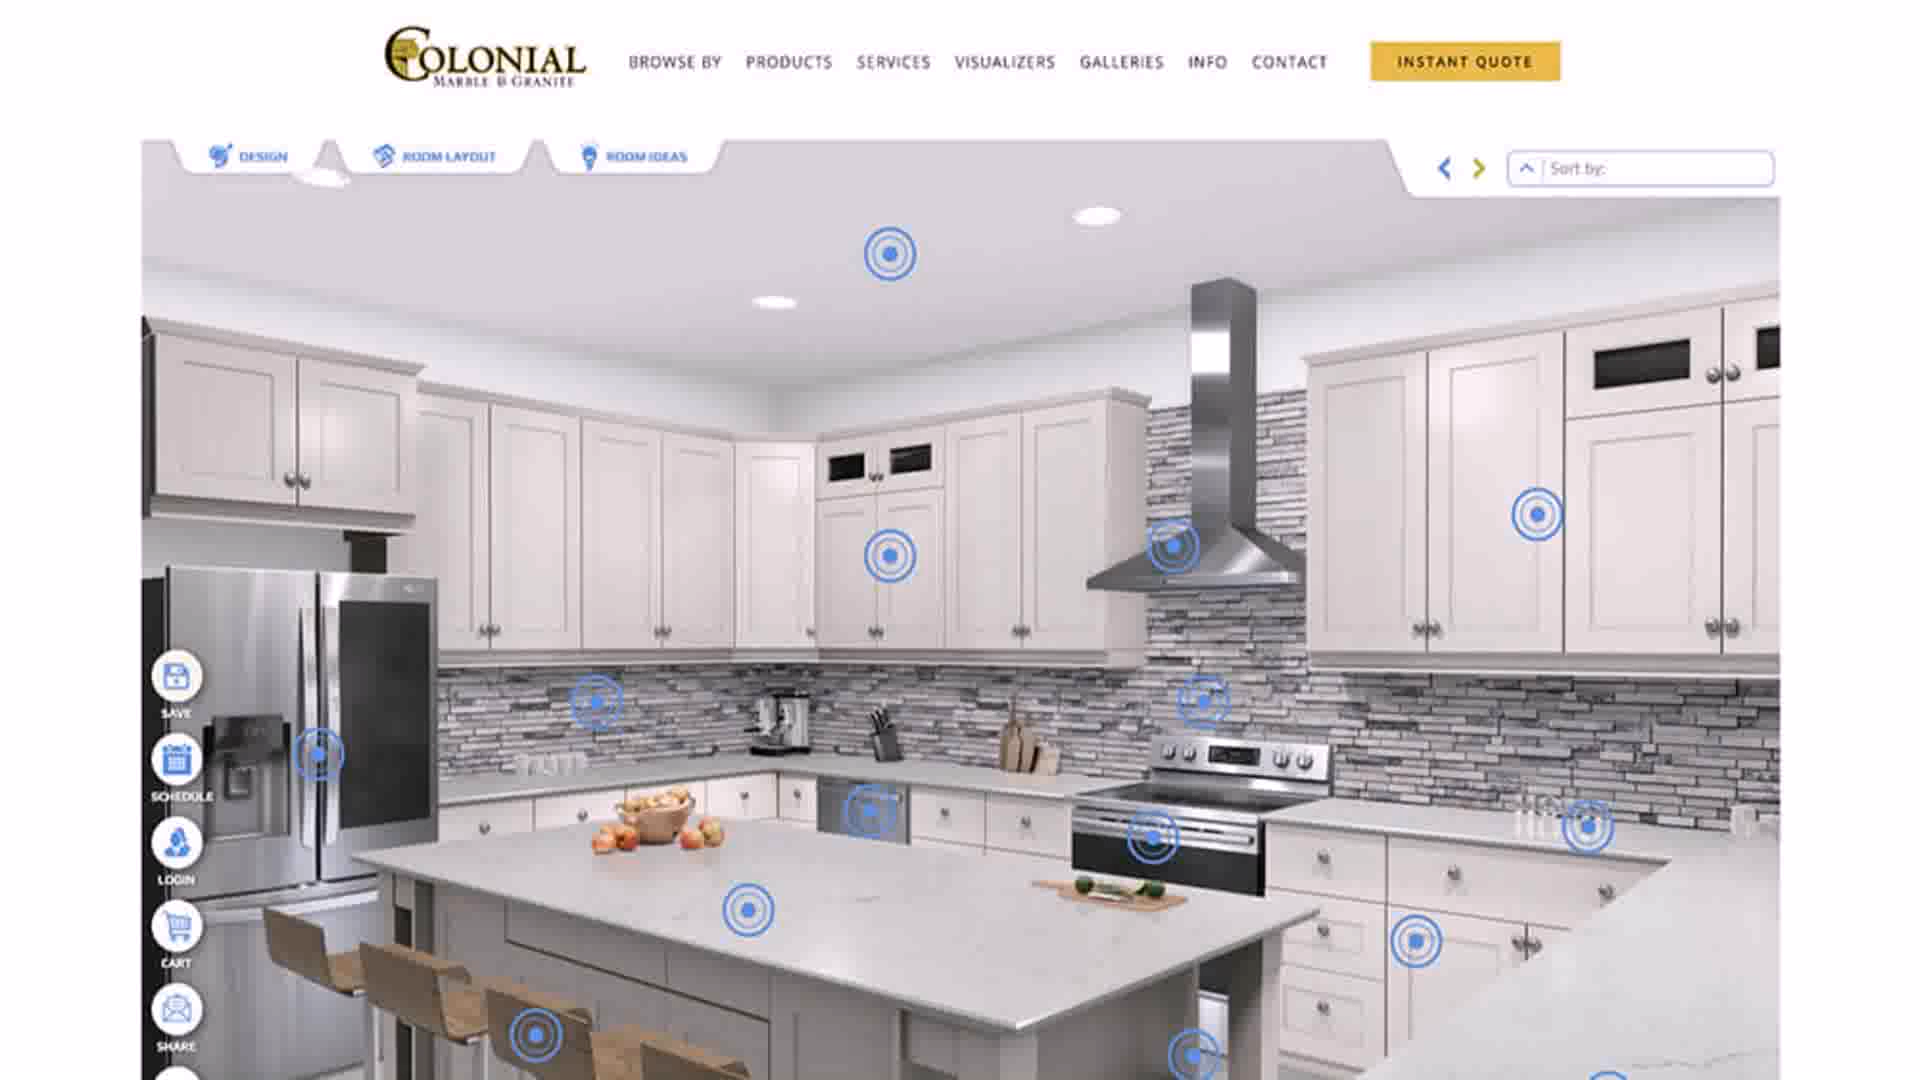 COLONIAL
MARBLE & GRANITE
BROWSE BY PRODUCTS SERVICES VISUALIZERS GALLERIES INFO CONTACT
INSTANT QUOTE
DESIGN ROOM LAYOUT ROOM IDEAS
Sort by:
SAVE
SCHEDULE
LOGIN
CART
SHARE